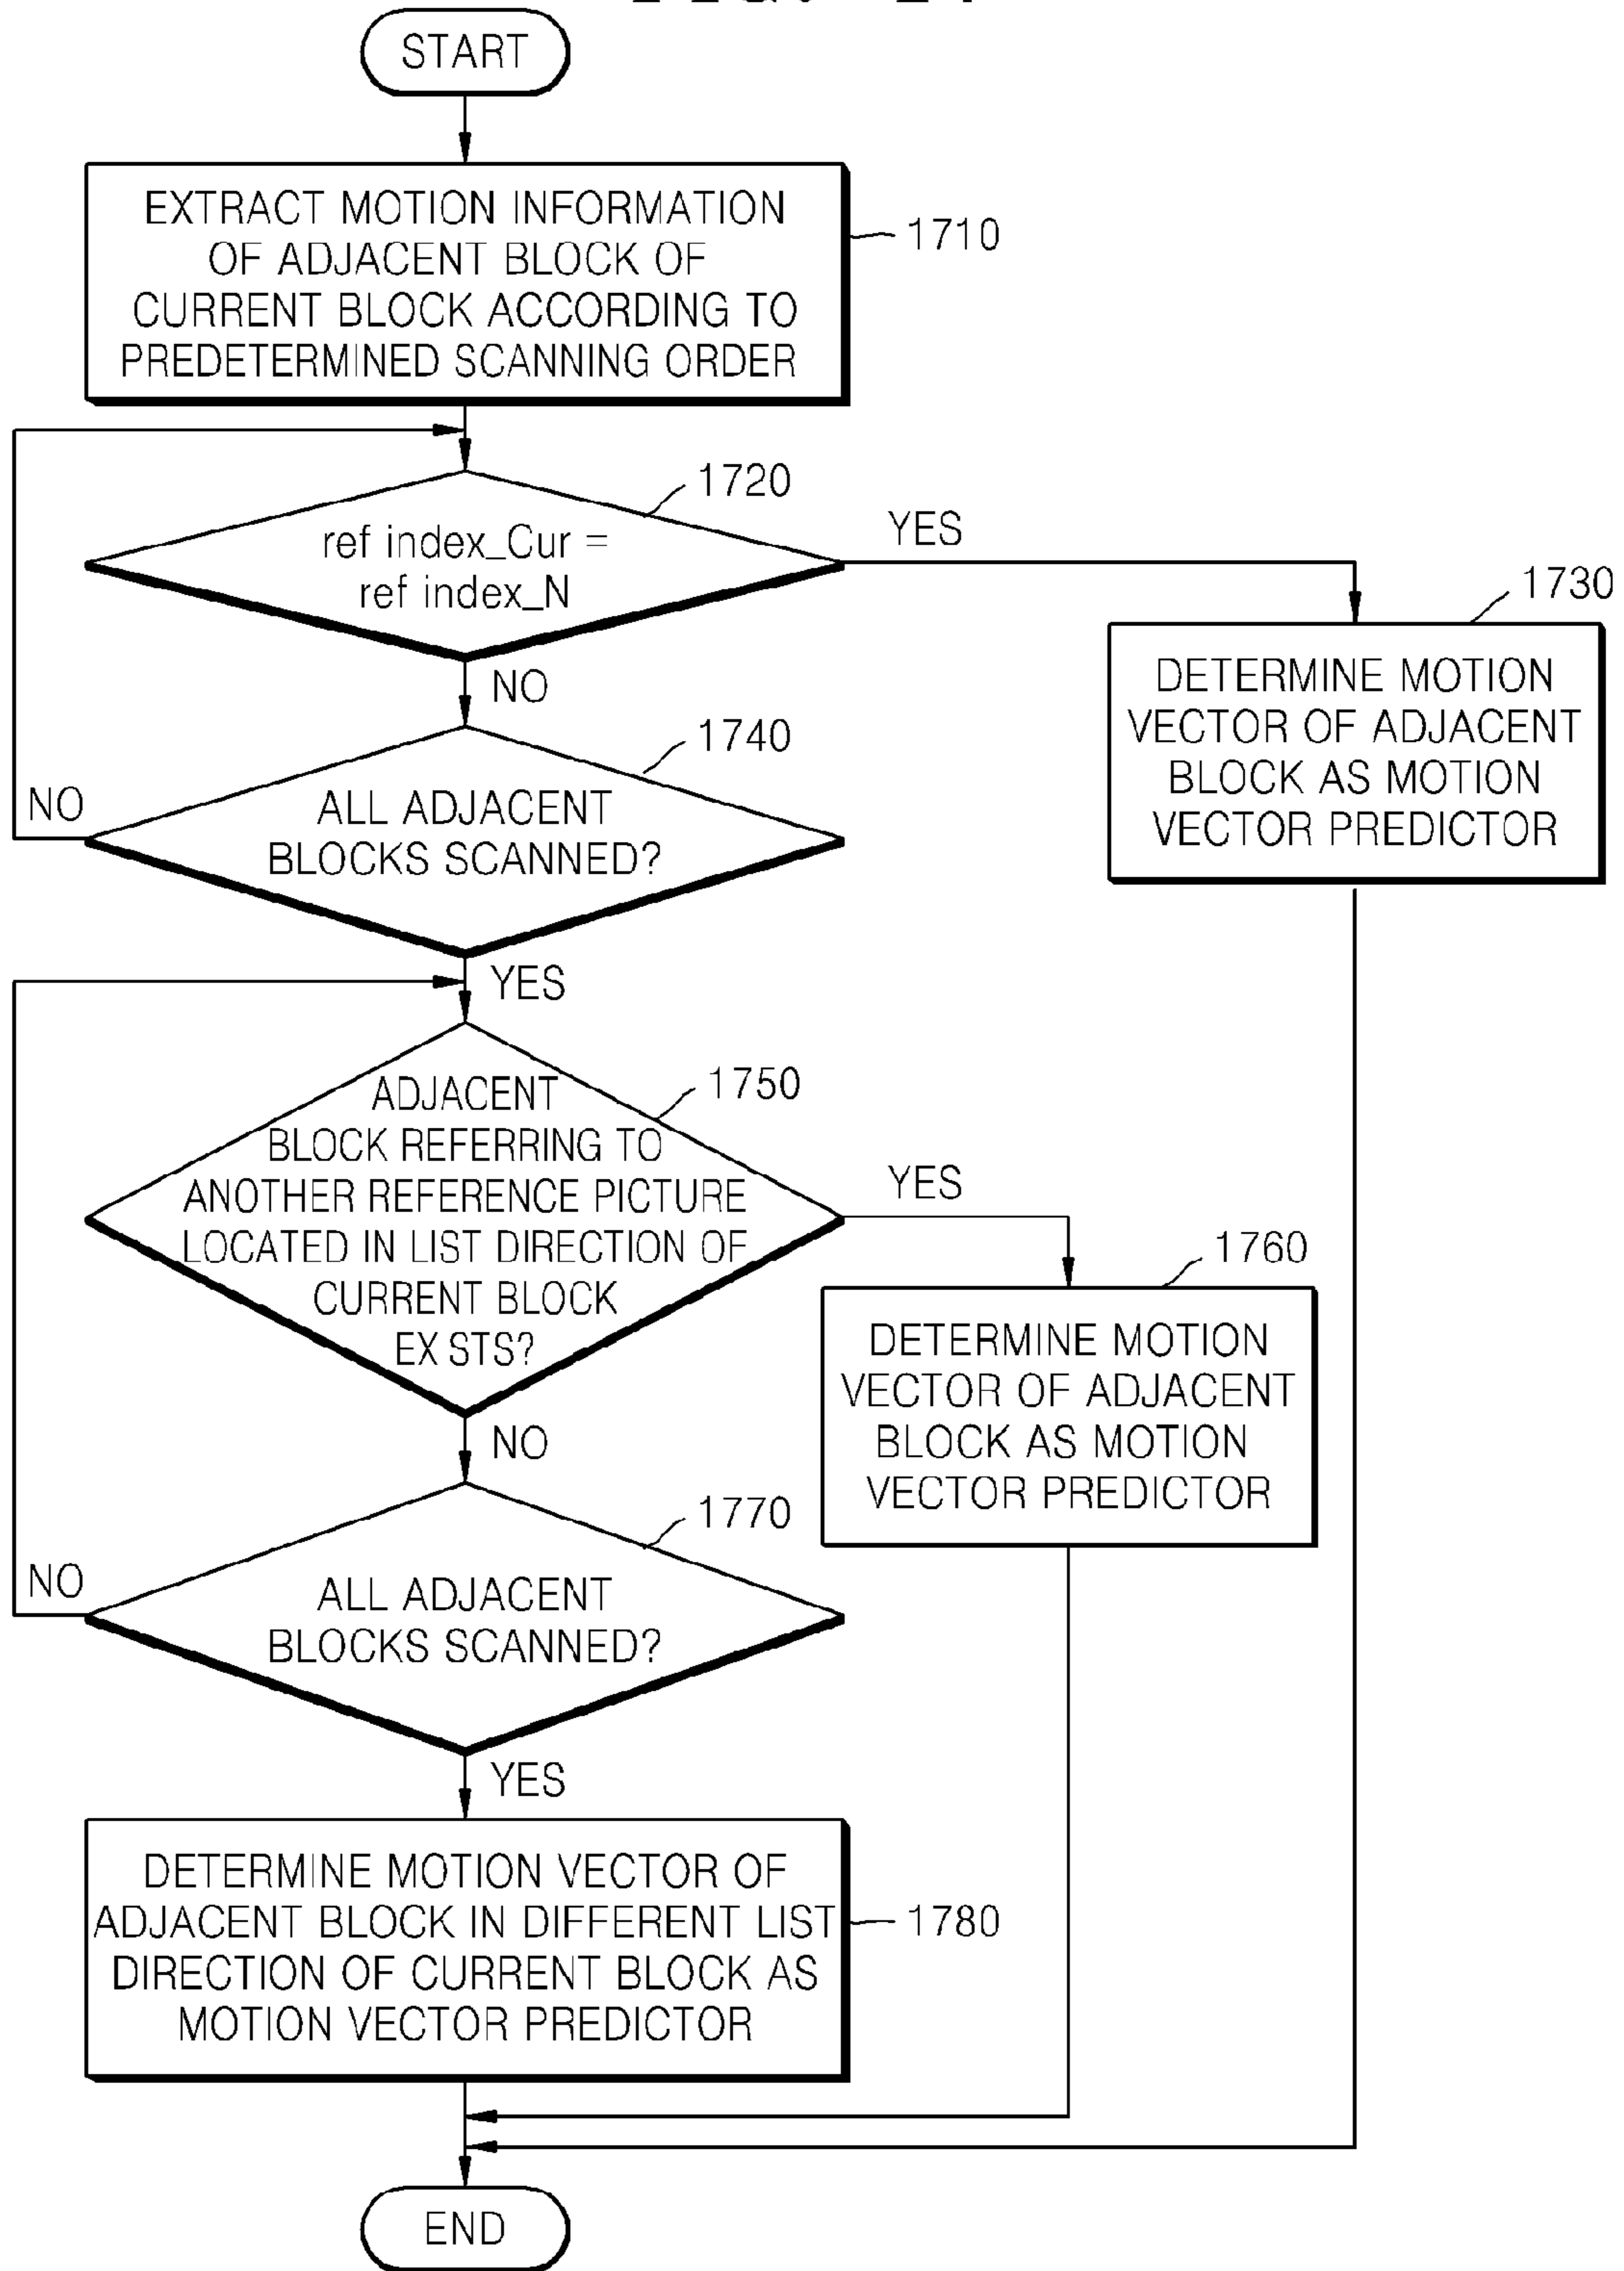 START
EXTRACT MOTION INFORMATION
OF ADJACENT BLOCK OF
CURRENT BLOCK ACCORDING TO
PREDETERMINED SCANNING ORDER
1710
1720
ref index_Cur =
ref index_N
YES
1730
DETERMINE MOTION
VECTOR OF ADJACENT
BLOCK AS MOTION
VECTOR PREDICTOR
NO
1740
NO
ALL ADJACENT
BLOCKS SCANNED?
YES
1750
ADJACENT
BLOCK REFERRING TO
ANOTHER REFERENCE PICTURE
LOCATED IN LIST DIRECTION OF
CURRENT BLOCK
EX STS?
YES
1760
DETERMINE MOTION
VECTOR OF ADJACENT
BLOCK AS MOTION
VECTOR PREDICTOR
NO
1770
NO
ALL ADJACENT
BLOCKS SCANNED?
YES
DETERMINE MOTION VECTOR OF
ADJACENT BLOCK IN DIFFERENT LIST
DIRECTION OF CURRENT BLOCK AS
MOTION VECTOR PREDICTOR
1780
END